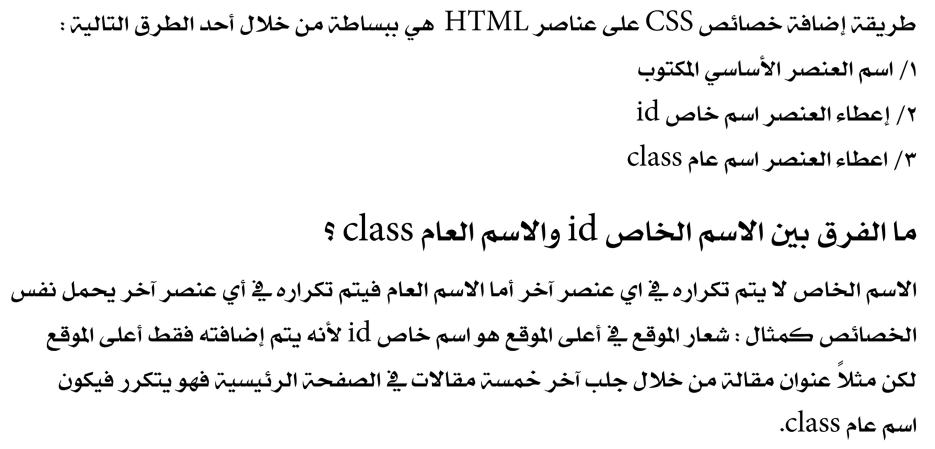 طريقة إضافة خصائص CSS على عناصر HTML هي ببساطة من خلال أحد الطرق التالية :
١/ اسم العنصر الأساسي المكتوب
٢/ إعطاء العنصر اسم خاص id
٣/ اعطاء العنصر اسم عام class
ما الفرق بين الاسم الخاص id والاسم العام class ؟
الاسم الخاص لا يتم تكراره في اي عنصر آخر أما الاسم العام فيتم تكراره في أي عنصر آخر يحمل نفس
الخصائص كمثال : شعار الموقع في أعلى الموقع هو اسم خاص id لأنه يتم إضافته فقط أعلى الموقع
لكن مثلاً عنوان مقالة من خلال جلب آخر خمسة مقالات في الصفحة الرئيسية فهو يتكرر فيكون
اسم عام class.